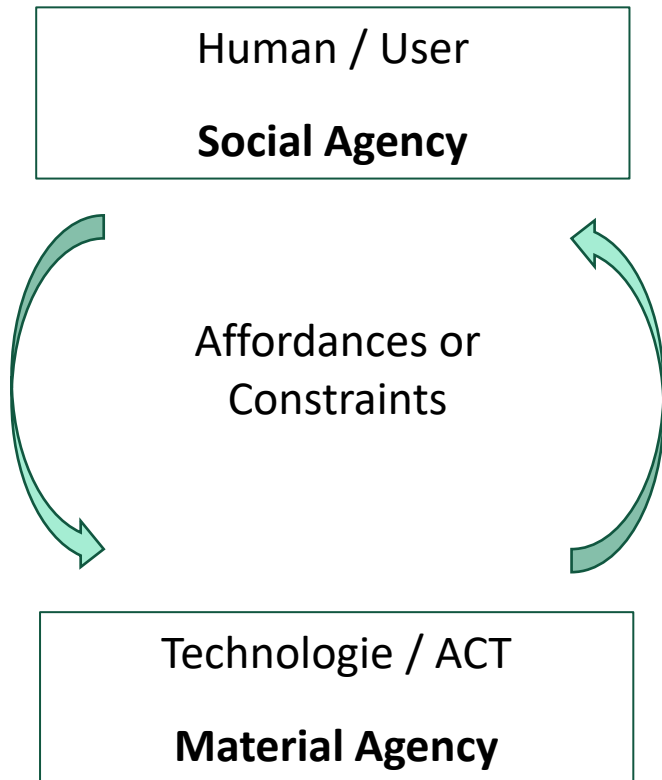 Human / User
Social Agency
Affordances or
Constraints
Technologie / ACT
Material Agency